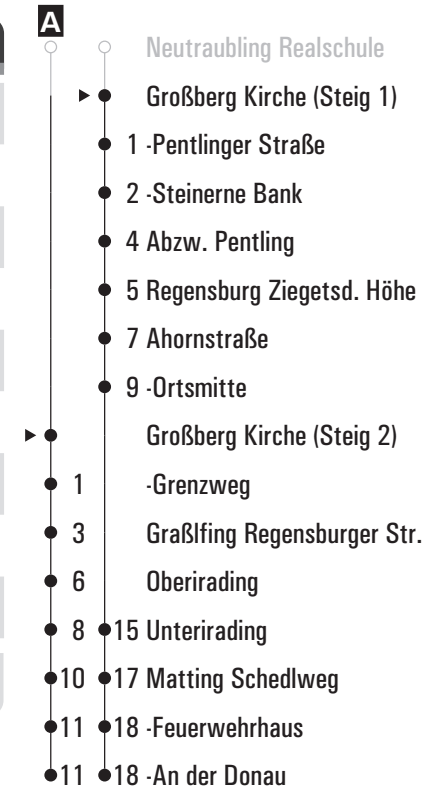 A
Neutraubling Realschule
Großberg Kirche (Steig 1)
1 -Pentlinger Straße
2 -Steinerne Bank
4 Abzw. Pentling
5 Regensburg Ziegetsd. Höhe
7 Ahornstraße
9 -Ortsmitte
Großberg Kirche (Steig 2)
1 -Grenzweg
3 Graßlfing Regensburger Str.
6 Oberirading
8 15 Unterirading
10 17 Matting Schedlweg
11 18 -Feuerwehrhaus
11 18 -An der Donau